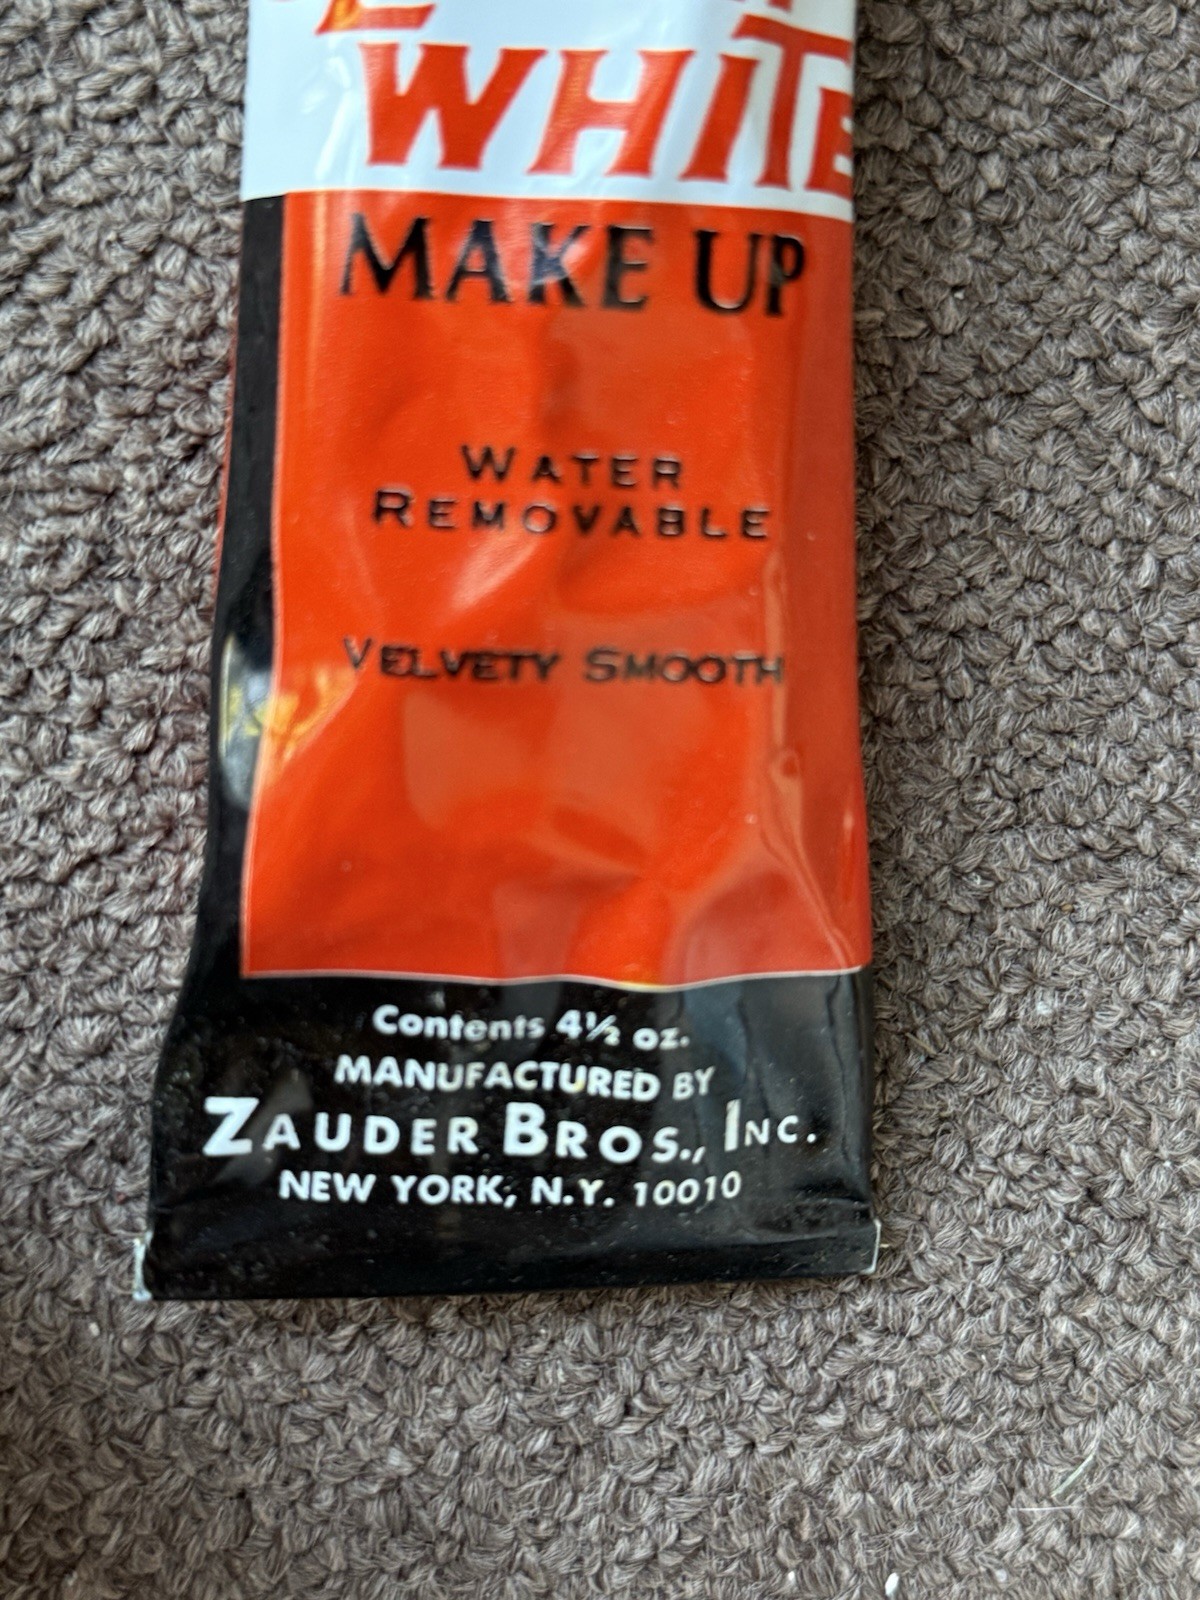 WHITE
MAKE UP
WATER
REMOVABLE
VELVETY SMOOTH
Contents 4½ oz.
MANUFACTURED BY
ZAUDER BROS., INC.
NEW YORK, N.Y. 10010